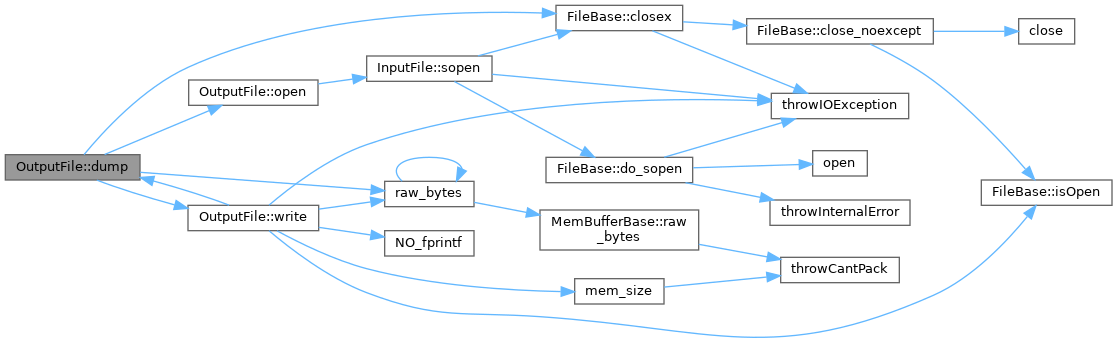 OutputFile::dump
OutputFile::open
OutputFile::write
InputFile::sopen
raw_bytes
NO_fprintf
FileBase::closex
FileBase::do_sopen
MemBufferBase::raw
_bytes
mem_size
FileBase::close_noexcept
throwIOException
open
throwInternalError
throwCantPack
close
FileBase::isOpen